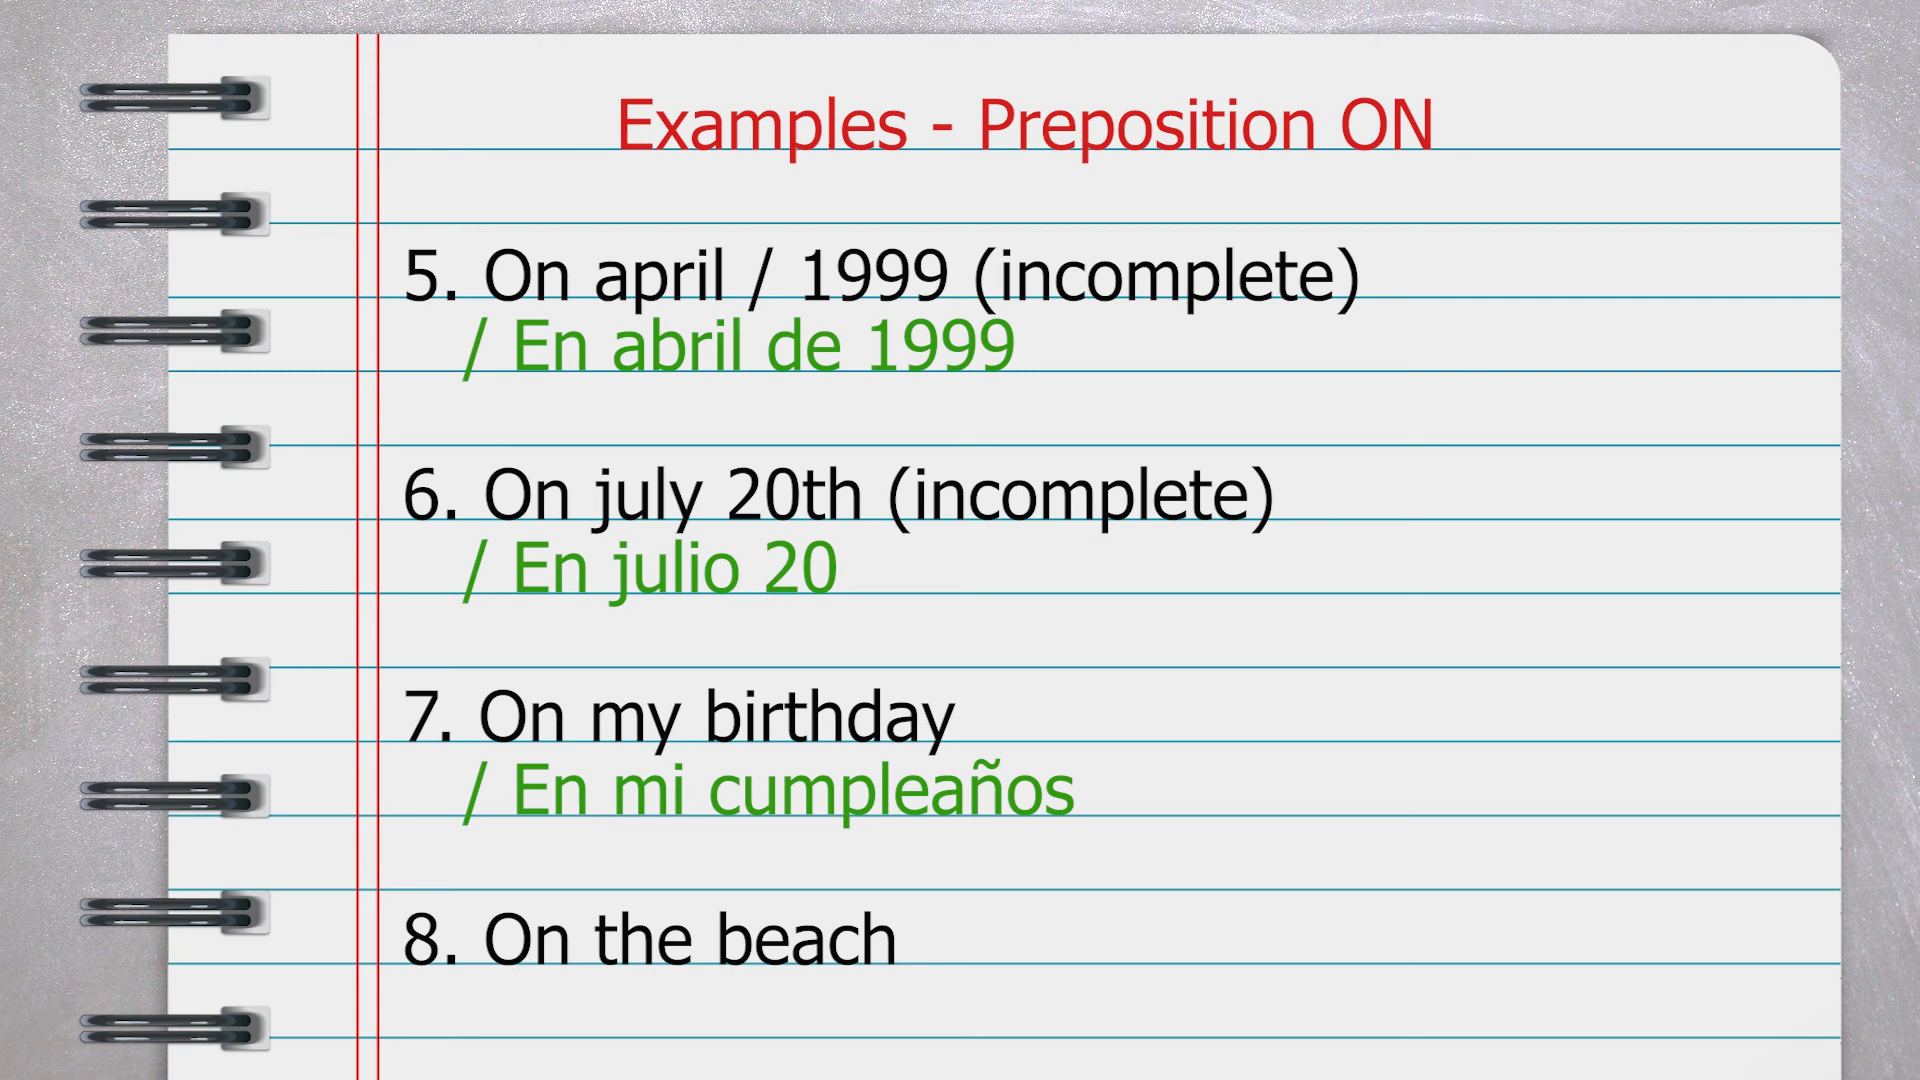 Examples - Preposition ON
5. On april / 1999 (incomplete)
/ En abril de 1999
6. On july 20th (incomplete)
/ En julio 20
7. On my birthday
/ En mi cumpleaños
8. On the beach